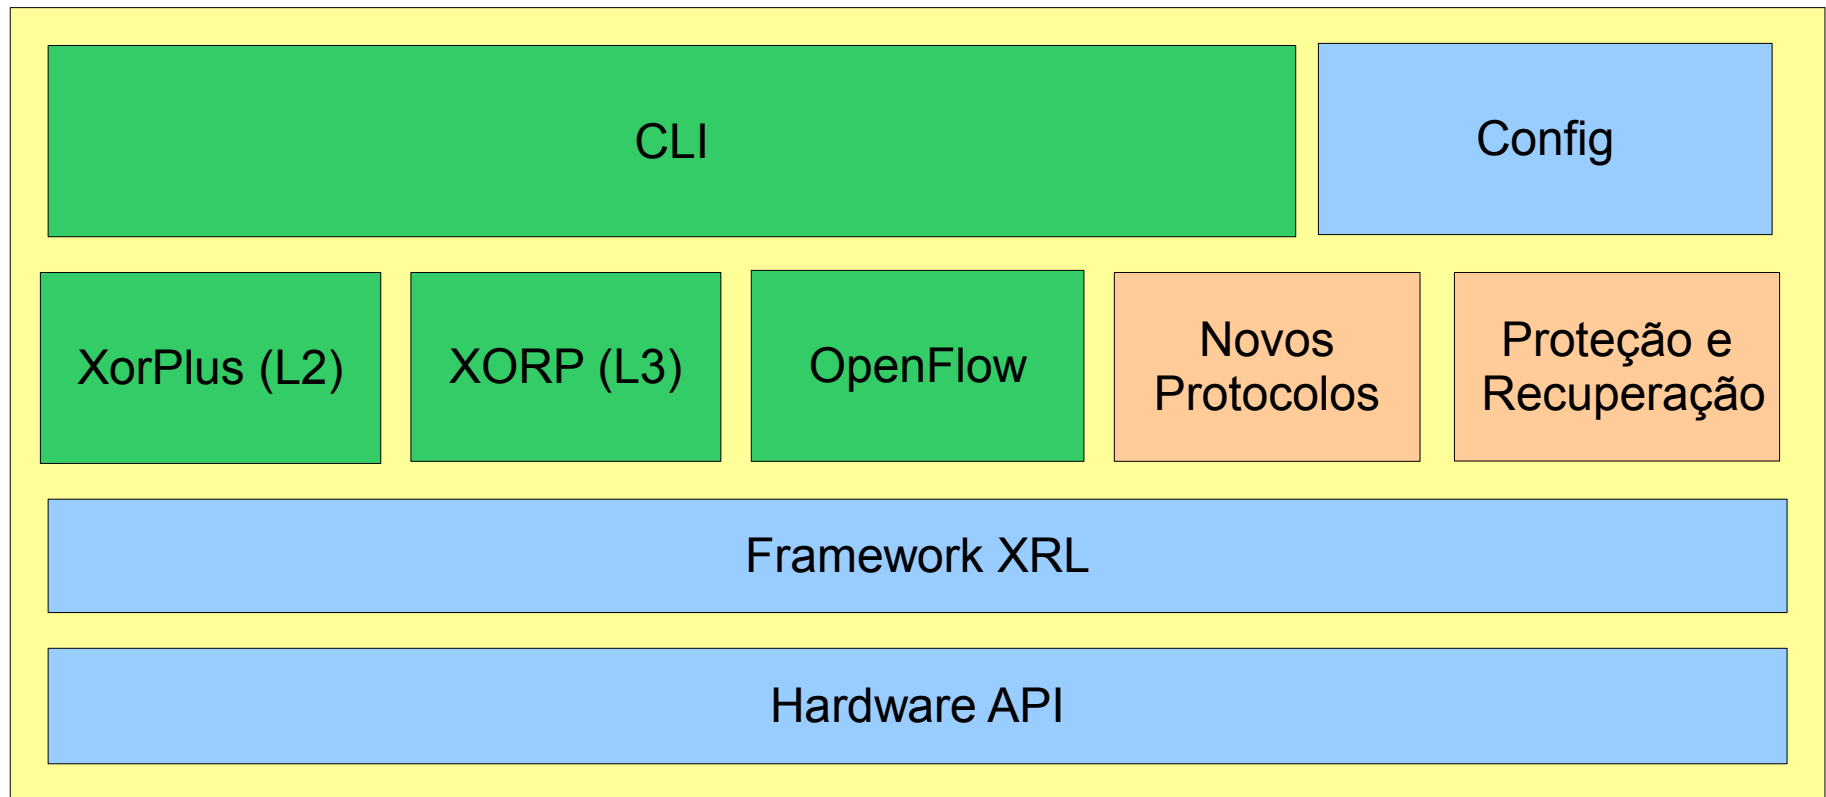 CLI
Config
XorPlus (L2)
XORP (L3)
OpenFlow
Novos
Protocolos
Proteção e
Recuperação
Framework XRL
Hardware API